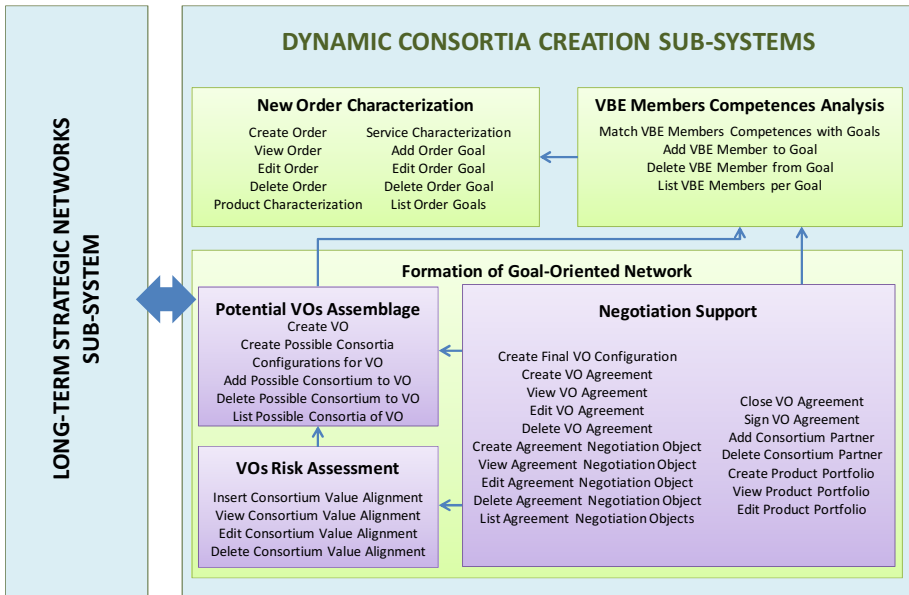 LONG-TERM STRATEGIC NETWORKS
SUB-SYSTEM
DYNAMIC CONSORTIA CREATION SUB-SYSTEMS
New Order Characterization
Create Order
View Order
Edit Order
Delete Order
Product Characterization
Service Characterization
Add Order Goal
Edit Order Goal
Delete Order Goal
List Order Goals
VBE Members Competences Analysis
Match VBE Members Competences with Goals
Add VBE Member to Goal
Delete VBE Member from Goal
List VBE Members per Goal
Formation of Goal-Oriented Network
Potential VOs Assemblage
Create VO
Create Possible Consortia
Configurations for VO
Add Possible Consortium to VO
Delete Possible Consortium to VO
List Possible Consortia of VO
VOs Risk Assessment
Insert Consortium Value Alignment
View Consortium Value Alignment
Edit Consortium Value Alignment
Delete Consortium Value Alignment
Negotiation Support
Create Final VO Configuration
Create VO Agreement
View VO Agreement
Edit VO Agreement
Delete VO Agreement
Create Agreement Negotiation Object
View Agreement Negotiation Object
Edit Agreement Negotiation Object
Delete Agreement Negotiation Object
List Agreement Negotiation Objects
Close VO Agreement
Sign VO Agreement
Add Consortium Partner
Delete Consortium Partner
Create Product Portfolio
View Product Portfolio
Edit Product Portfolio